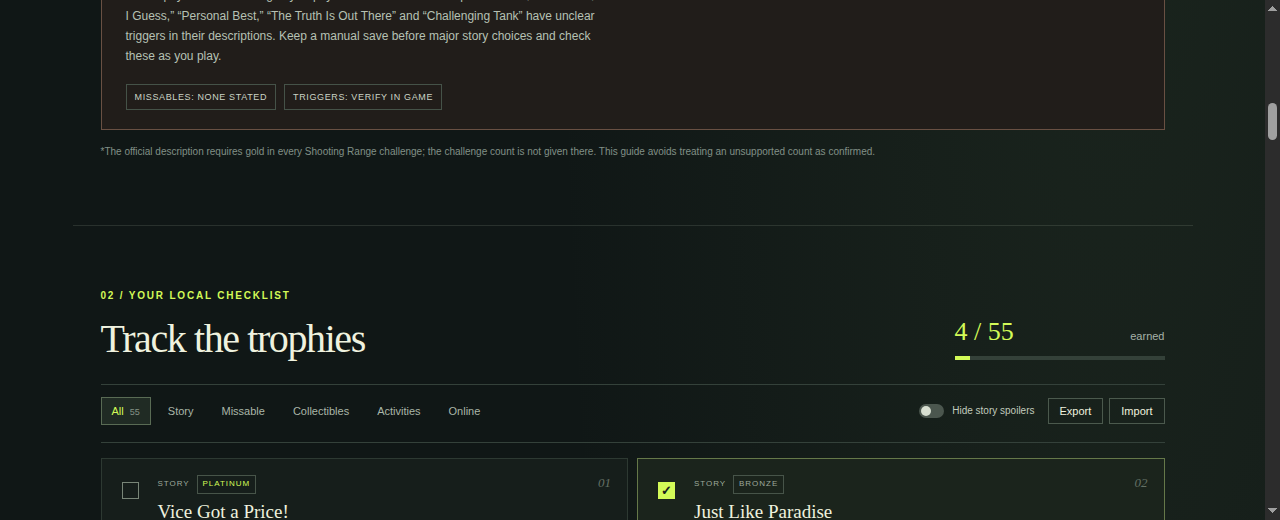 I Guess,” “Personal Best,” “The Truth Is Out There” and “Challenging Tank” have unclear
triggers in their descriptions. Keep a manual save before major story choices and check
these as you play.
MISSABLES: NONE STATED
TRIGGERS: VERIFY IN GAME
*The official description requires gold in every Shooting Range challenge; the challenge count is not given there. This guide avoids treating an unsupported count as confirmed.
02 / YOUR LOCAL CHECKLIST
Track the trophies
4 / 55
earned
All 55
Story
Missable
Collectibles
Activities
Online
Hide story spoilers
Export
Import
STORY PLATINUM 01
Vice Got a Price!
STORY BRONZE 02
Just Like Paradise